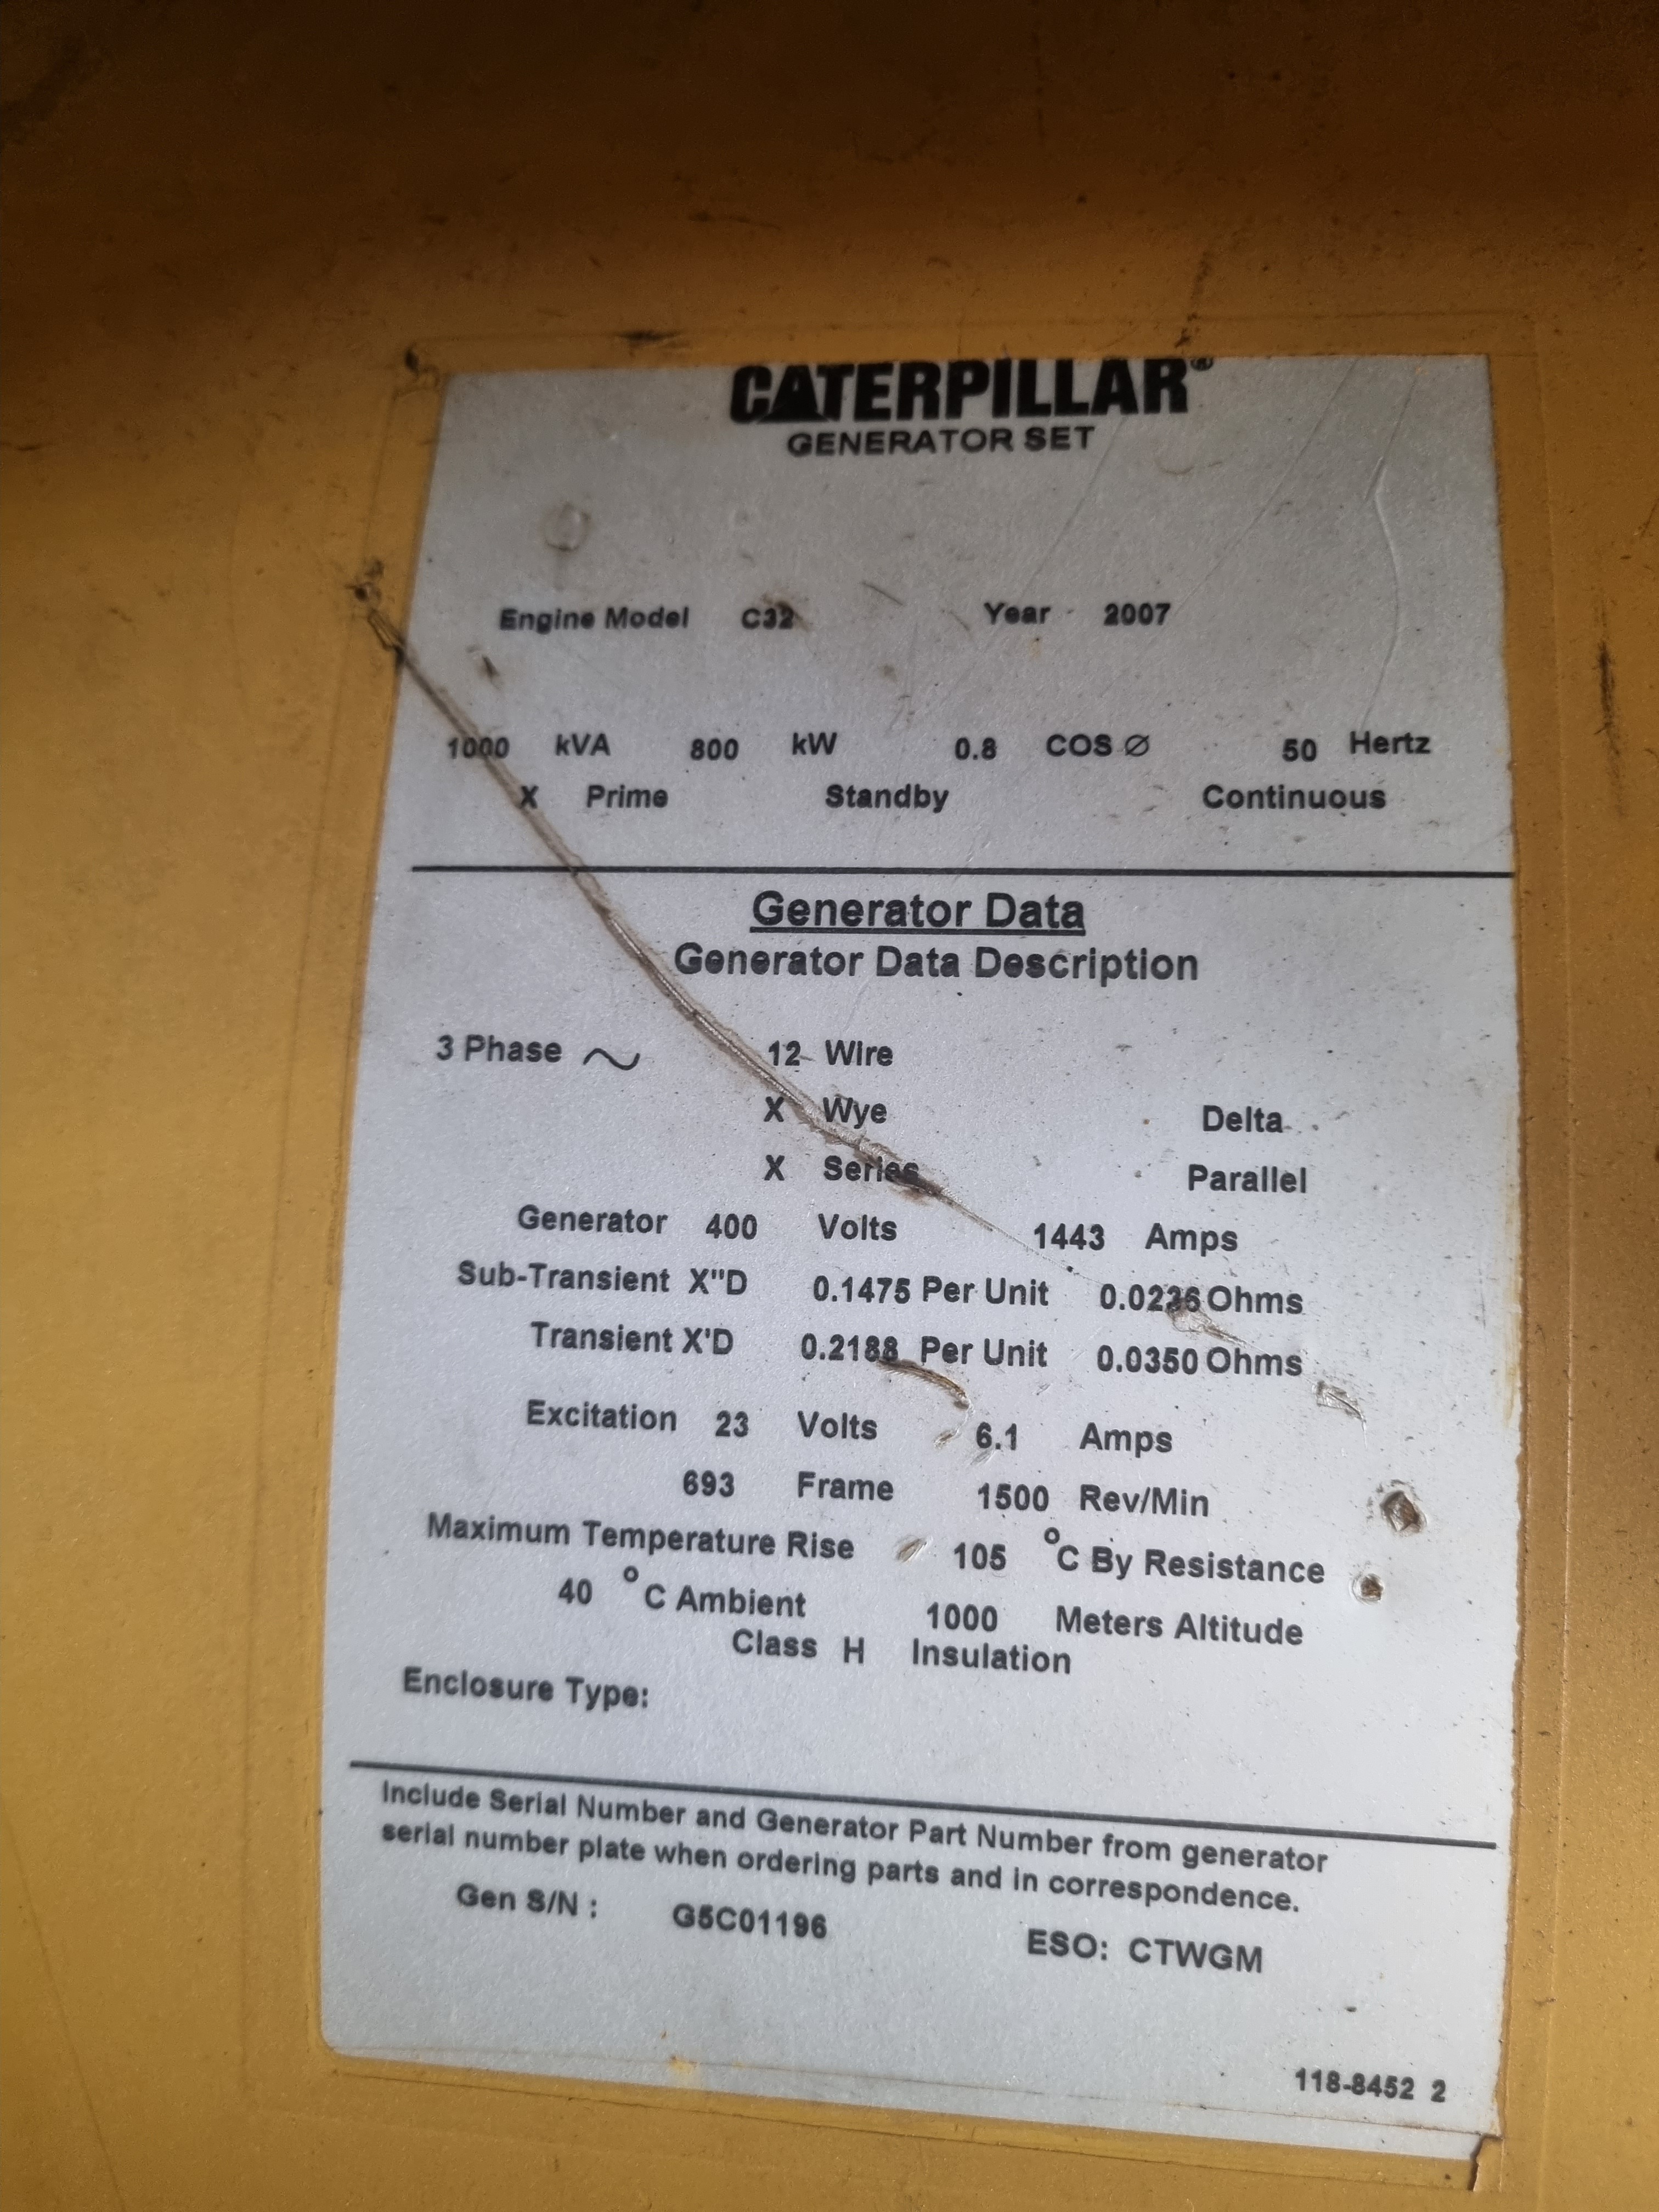 CATERPILLAR®
GENERATOR SET
Engine Model C32 Year 2007
1000 kVA 800 kW 0.8 COS Ø 50 Hertz
X Prime Standby Continuous
Generator Data
Generator Data Description
3 Phase ~ 12 Wire
X Wye Delta
X Series Parallel
Generator 400 Volts 1443 Amps
Sub-Transient X"D 0.1475 Per Unit 0.0236 Ohms
Transient X'D 0.2188 Per Unit 0.0350 Ohms
Excitation 23 Volts 6.1 Amps
693 Frame 1500 Rev/Min
Maximum Temperature Rise 105 °C By Resistance
40 °C Ambient 1000 Meters Altitude
Class H Insulation
Enclosure Type:
Include Serial Number and Generator Part Number from generator
serial number plate when ordering parts and in correspondence.
Gen S/N : G5C01196 ESO: CTWGM
118-8452 2